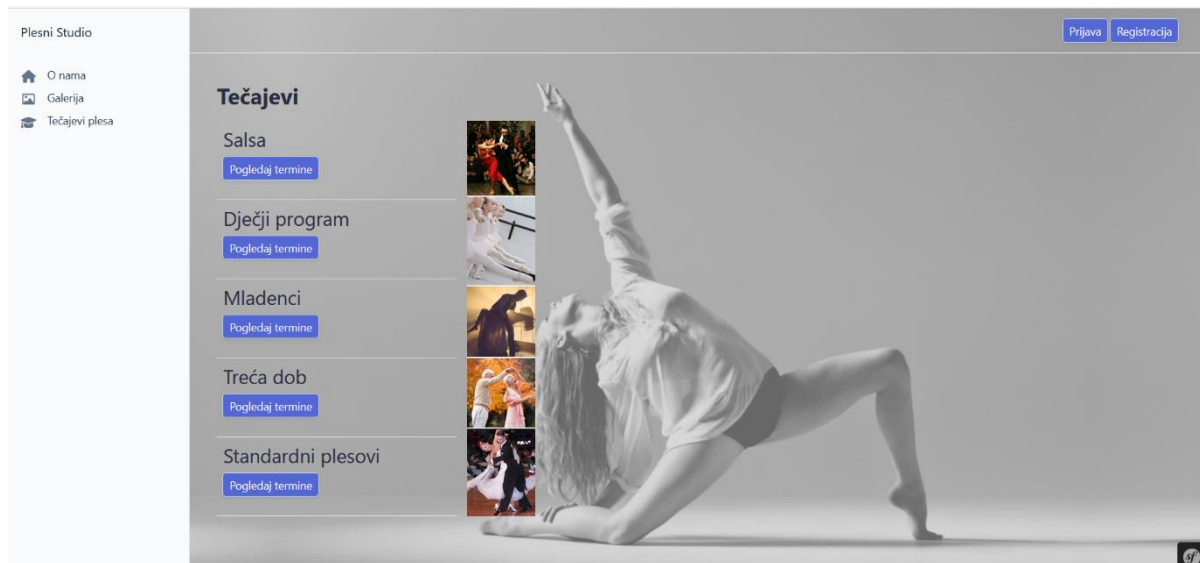 Plesni Studio
Prijava Registracija
O nama
Galerija
Tečajevi plesa
Tečajevi
Salsa
Pogledaj termine
Dječji program
Pogledaj termine
Mladenci
Pogledaj termine
Treća dob
Pogledaj termine
Standardni plesovi
Pogledaj termine
sf